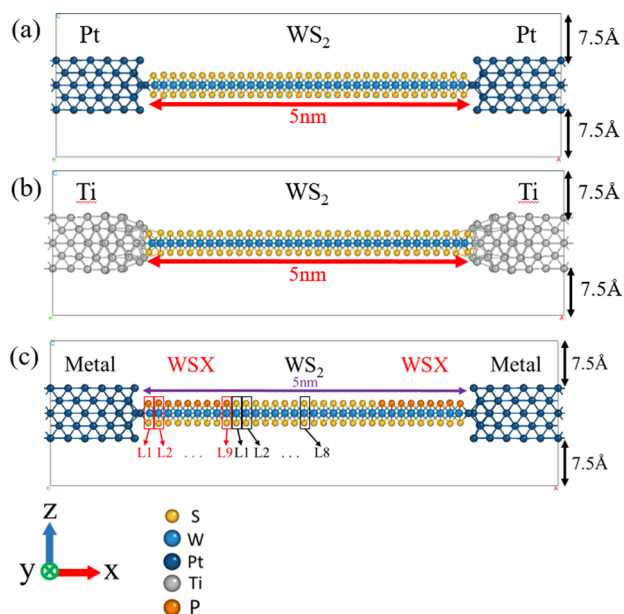 (a) Pt WS2 Pt 7.5Å
5nm
7.5Å
(b) Ti WS2 Ti 7.5Å
5nm
7.5Å
(c) Metal WSX WS2 WSX Metal 7.5Å
5nm
L1 L2 ... L9 L1 L2 ... L8
7.5Å
z
y x
S
W
Pt
Ti
P